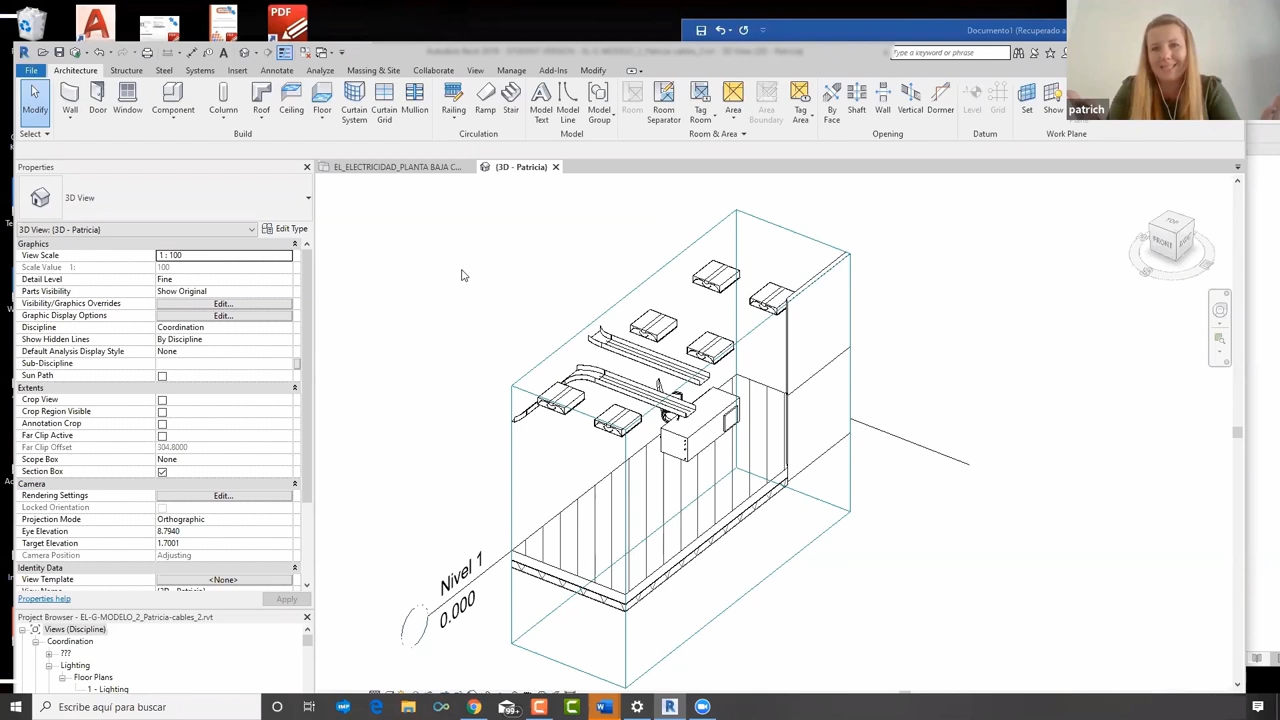 PDF
Documento1 (Recuperado a
Type a keyword or phrase
patrich
File Architecture Structure Steel Systems Insert Annotate Analyze Massing & Site Collaborate View Manage Add-Ins Modify
Modify Wall Door Window Component Column Roof Ceiling Floor Curtain System Curtain Grid Mullion Railing Ramp Stair Model Text Model Line Model Group Room Room Separator Tag Room Area Area Boundary Tag Area By Face Shaft Wall Vertical Dormer Level Grid Set Show
Select Build Circulation Model Room & Area Opening Datum Work Plane
Properties
EL_ELECTRICIDAD_PLANTA BAJA C...
{3D - Patricia}
3D View
3D View: {3D - Patricia} Edit Type
Graphics
View Scale 1 : 100
Scale Value 1: 100
Detail Level Fine
Parts Visibility Show Original
Visibility/Graphics Overrides Edit...
Graphic Display Options Edit...
Discipline Coordination
Show Hidden Lines By Discipline
Default Analysis Display Style None
Sub-Discipline
Sun Path
Extents
Crop View
Crop Region Visible
Annotation Crop
Far Clip Active
Far Clip Offset 304.8000
Scope Box None
Section Box
Camera
Rendering Settings Edit...
Locked Orientation
Projection Mode Orthographic
Eye Elevation 8.7940
Target Elevation 1.7001
Camera Position Adjusting
Identity Data
View Template <None>
Properties help Apply
Project Browser - EL-G-MODELO_2_Patricia-cables_2.rvt
Views (Discipline)
Coordination
???
Lighting
Floor Plans
1 - Lighting
TOP
FRONT
Nivel 1
0.000
Escribe aquí para buscar
99+